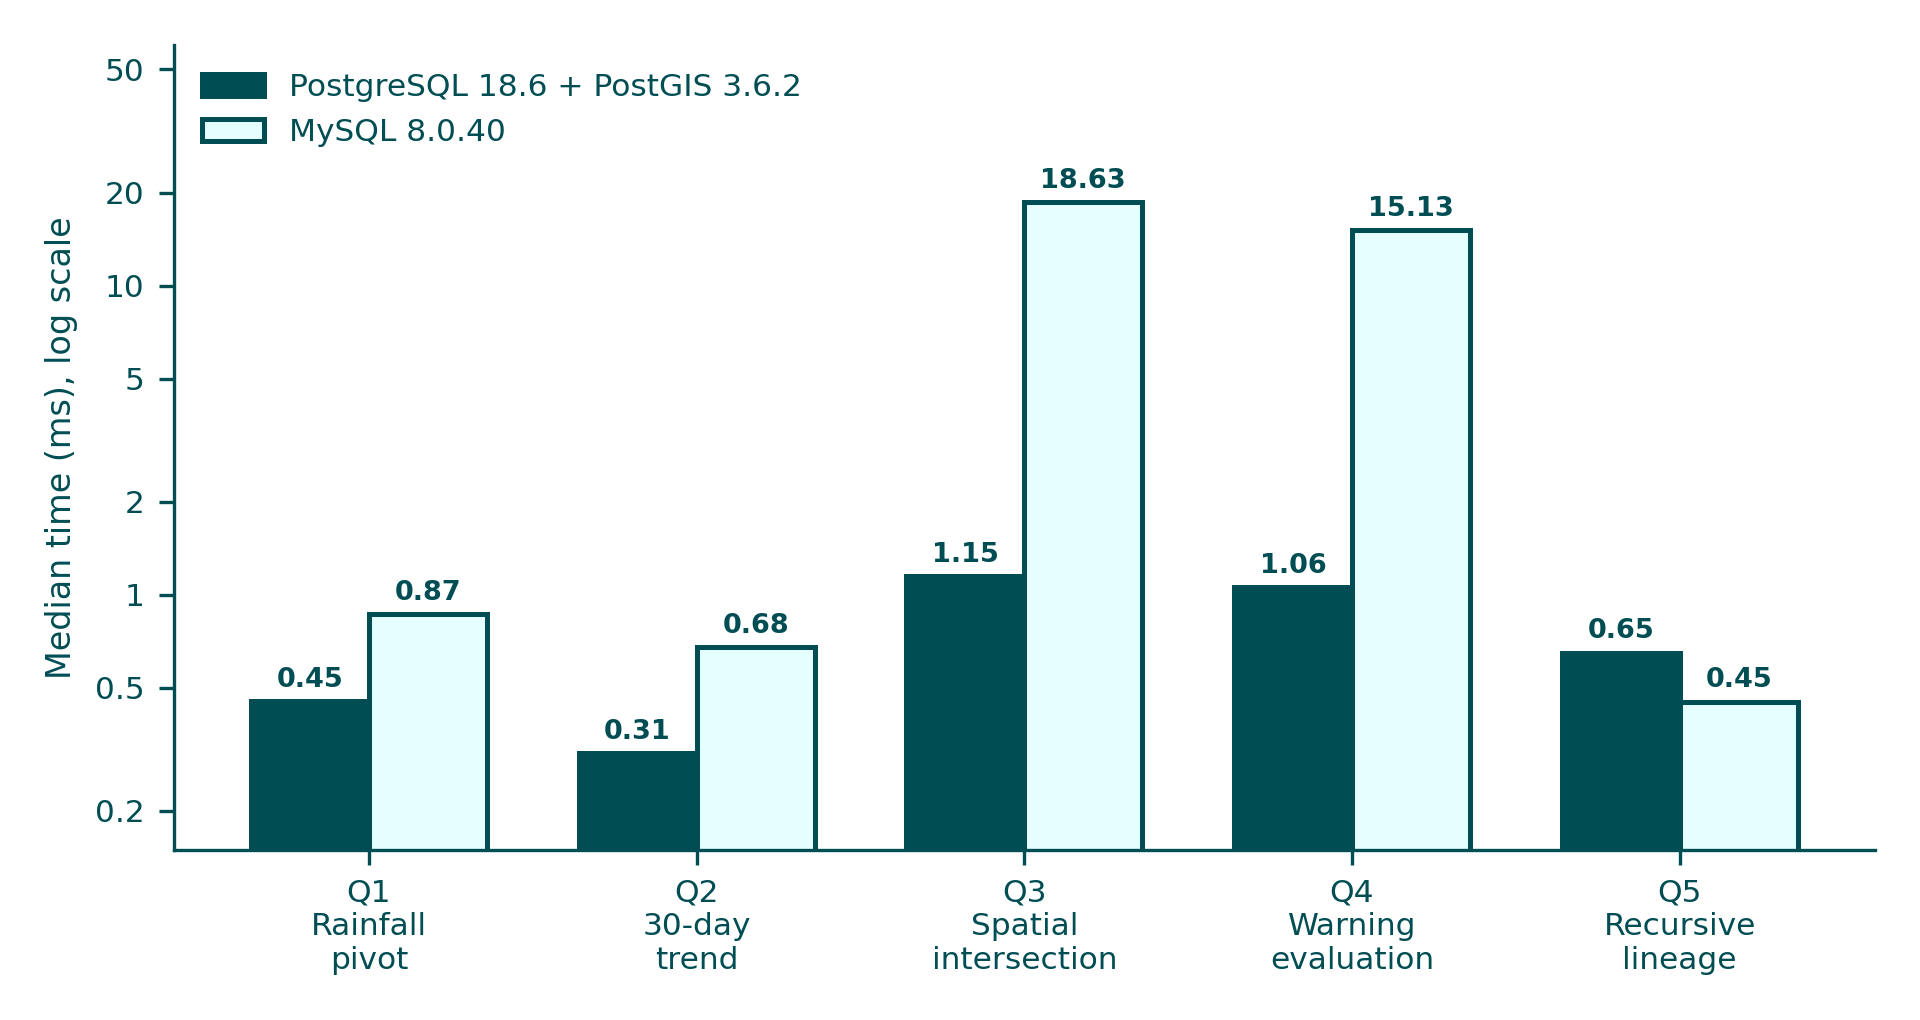 PostgreSQL 18.6 + PostGIS 3.6.2
MySQL 8.0.40
Median time (ms), log scale
50
20
10
5
2
1
0.5
0.2
0.45
0.87
0.31
0.68
1.15
18.63
1.06
15.13
0.65
0.45
Q1
Rainfall
pivot
Q2
30-day
trend
Q3
Spatial
intersection
Q4
Warning
evaluation
Q5
Recursive
lineage